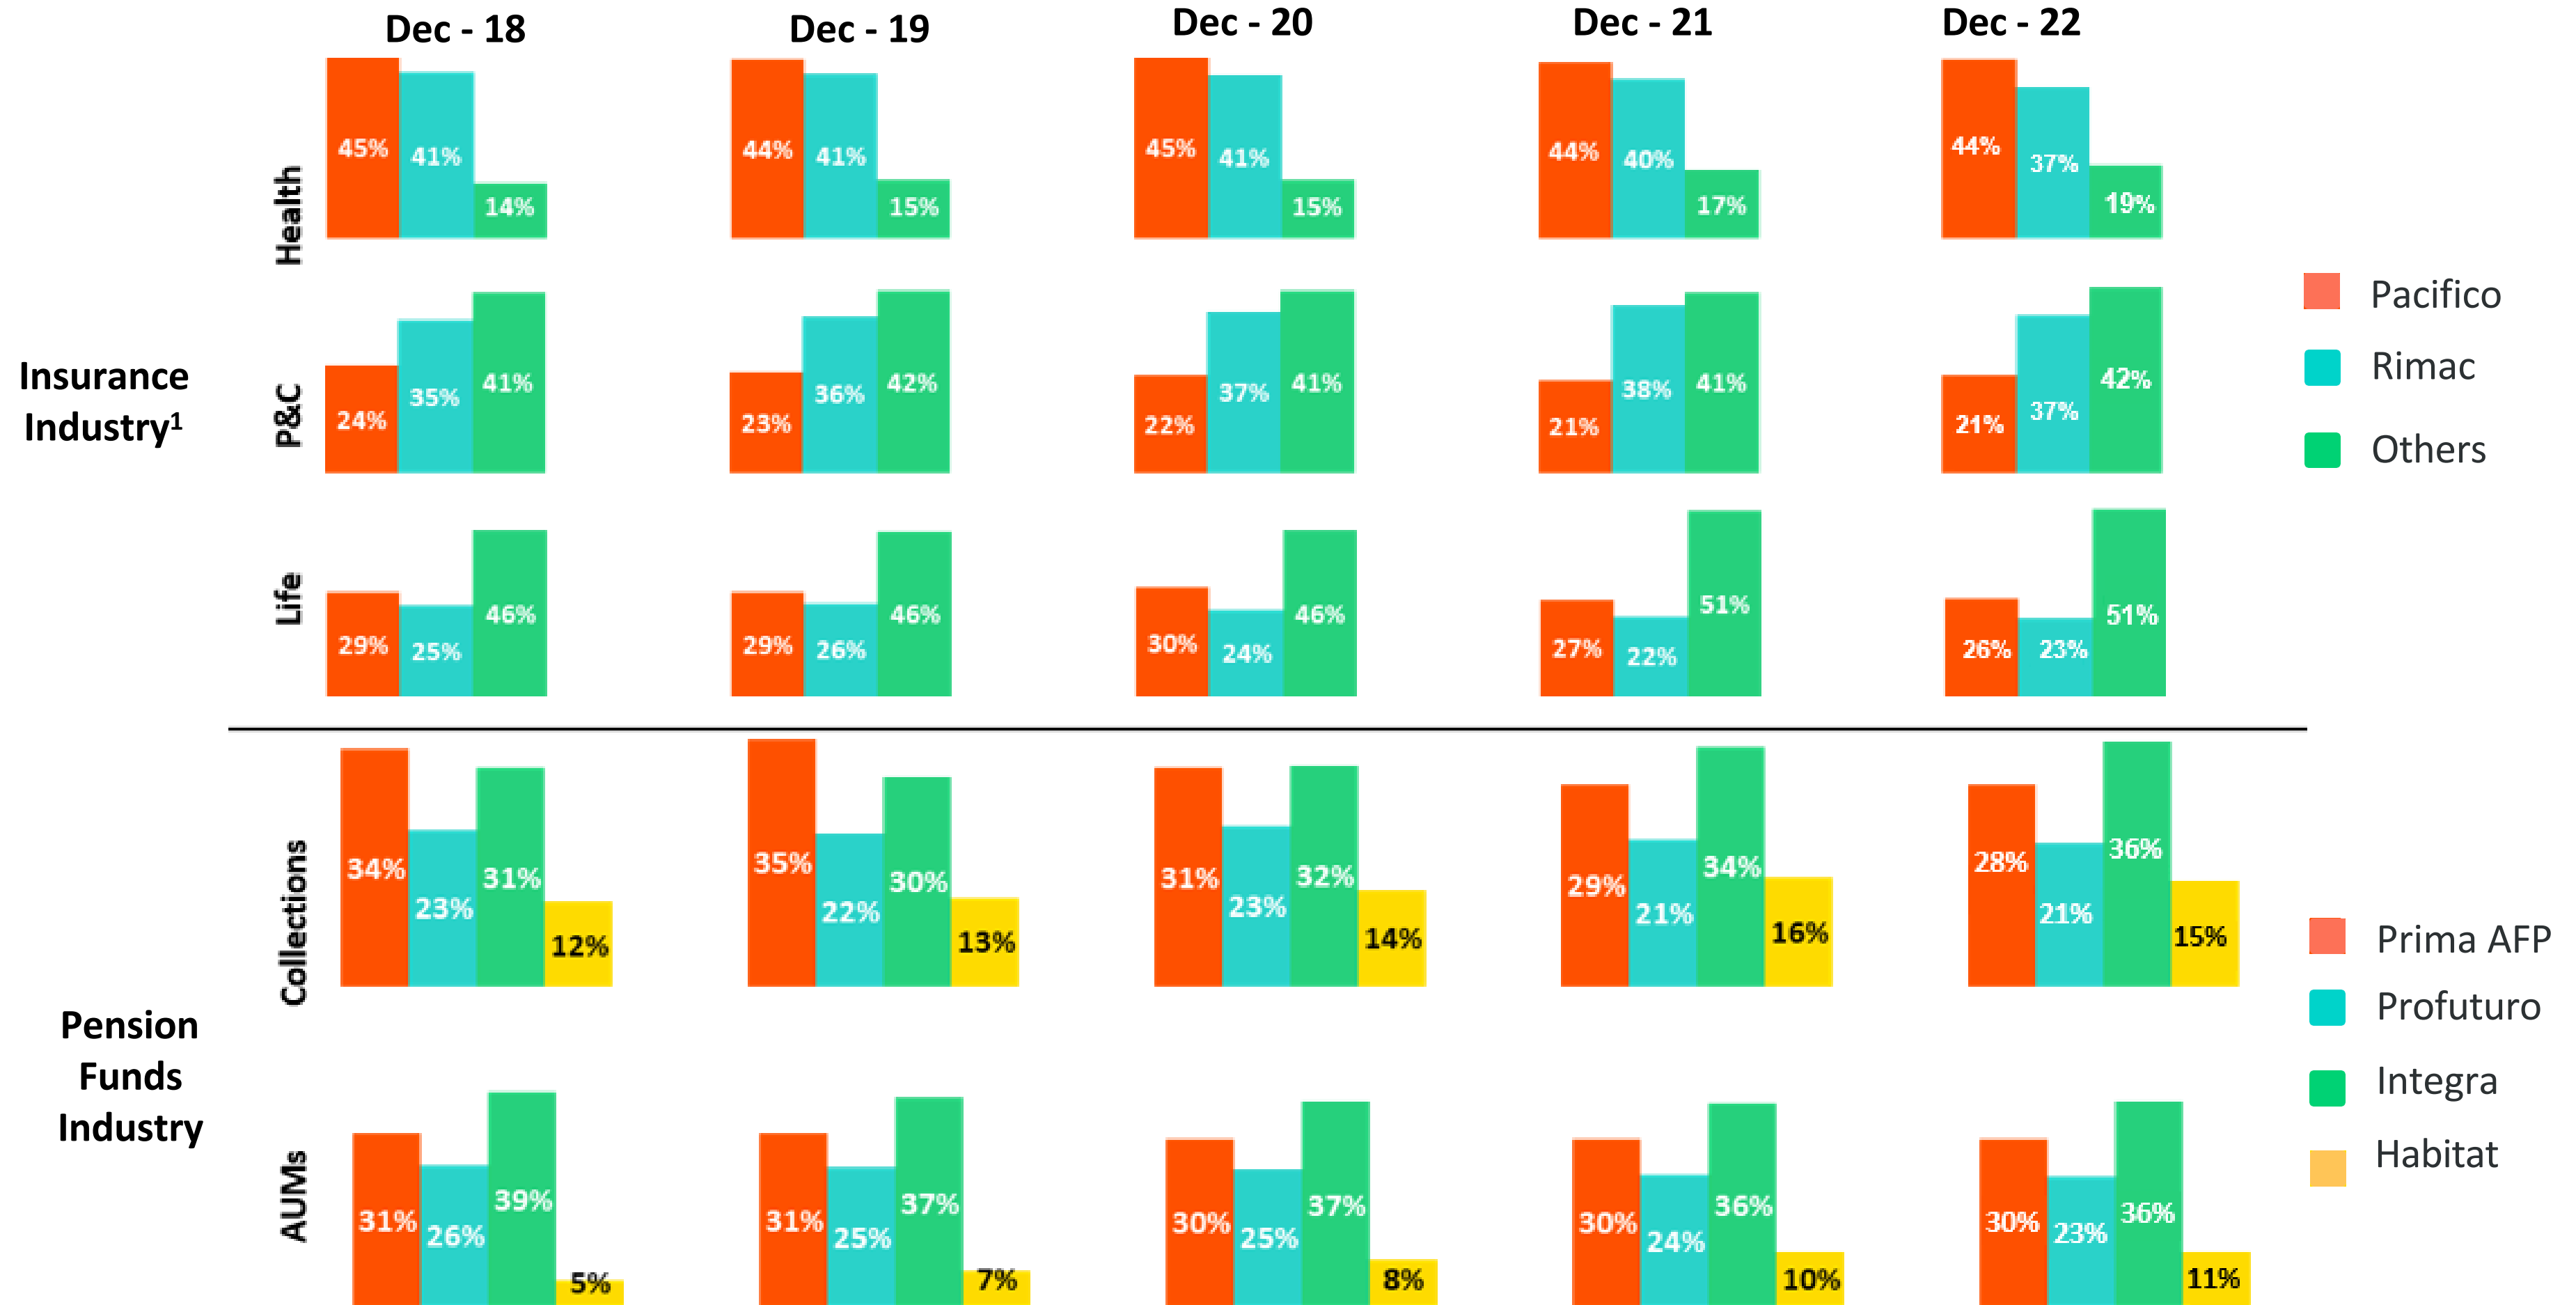 Dec - 18 Dec - 19 Dec - 20 Dec - 21 Dec - 22
Health
45% 41% 14% 44% 41% 15% 45% 41% 15% 44% 40% 17% 44% 37% 19%
Insurance
Industry¹
P&C
24% 35% 41% 23% 36% 42% 22% 37% 41% 21% 38% 41% 21% 37% 42%
Life
29% 25% 46% 29% 26% 46% 30% 24% 46% 27% 22% 51% 26% 23% 51%
Pacifico
Rimac
Others
Pension
Funds
Industry
Collections
34% 23% 31% 12% 35% 22% 30% 13% 31% 23% 32% 14% 29% 21% 34% 16% 28% 21% 36% 15%
AUMs
31% 26% 39% 5% 31% 25% 37% 7% 30% 25% 37% 8% 30% 24% 36% 10% 30% 23% 36% 11%
Prima AFP
Profuturo
Integra
Habitat